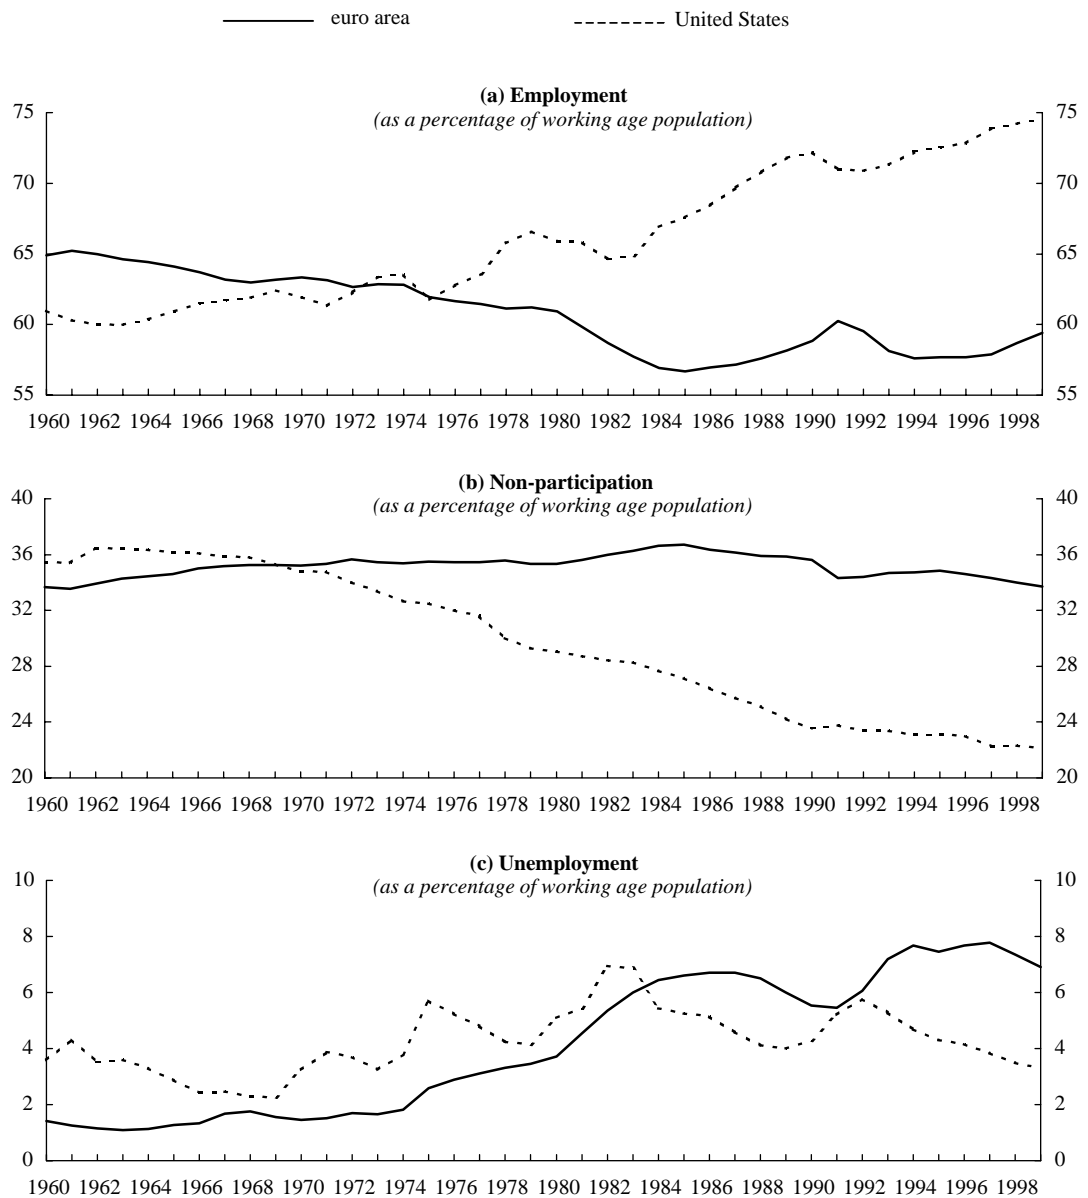 euro area United States
(a) Employment
(as a percentage of working age population)
75 75
70 70
65 65
60 60
55 55
1960 1962 1964 1966 1968 1970 1972 1974 1976 1978 1980 1982 1984 1986 1988 1990 1992 1994 1996 1998
(b) Non-participation
(as a percentage of working age population)
40 40
36 36
32 32
28 28
24 24
20 20
1960 1962 1964 1966 1968 1970 1972 1974 1976 1978 1980 1982 1984 1986 1988 1990 1992 1994 1996 1998
(c) Unemployment
(as a percentage of working age population)
10 10
8 8
6 6
4 4
2 2
0 0
1960 1962 1964 1966 1968 1970 1972 1974 1976 1978 1980 1982 1984 1986 1988 1990 1992 1994 1996 1998